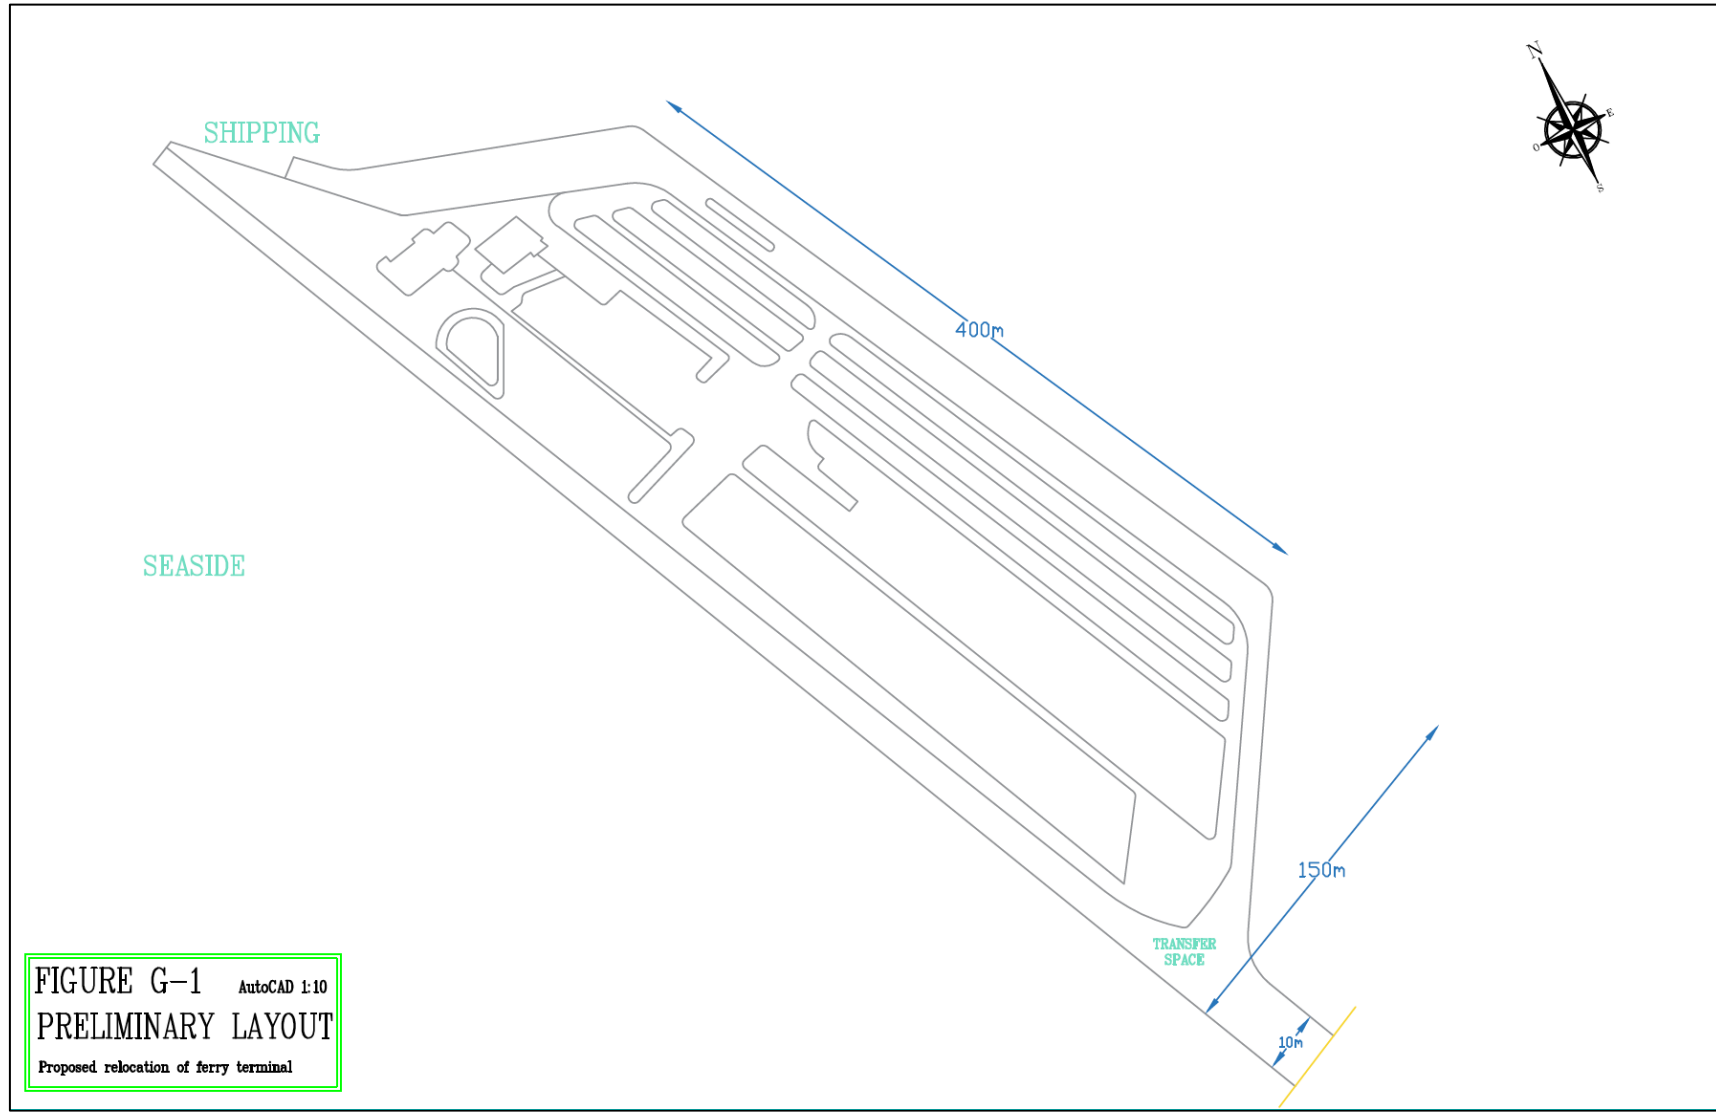 N
E
O
S
SHIPPING
400m
SEASIDE
150m
TRANSFER
SPACE
10m
FIGURE G-1 AutoCAD 1:10
PRELIMINARY LAYOUT
Proposed relocation of ferry terminal